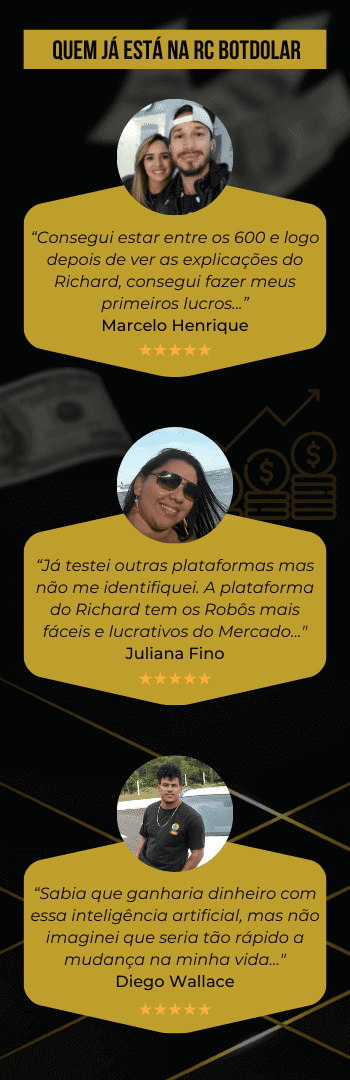 QUEM JÁ ESTÁ NA RC BOTDOLAR
“Consegui estar entre os 600 e logo
depois de ver as explicações do
Richard, consegui fazer meus
primeiros lucros...”
Marcelo Henrique
“Já testei outras plataformas mas
não me identifiquei. A plataforma
do Richard tem os Robôs mais
fáceis e lucrativos do Mercado..."
Juliana Fino
“Sabia que ganharia dinheiro com
essa inteligência artificial, mas não
imaginei que seria tão rápido a
mudança na minha vida..."
Diego Wallace